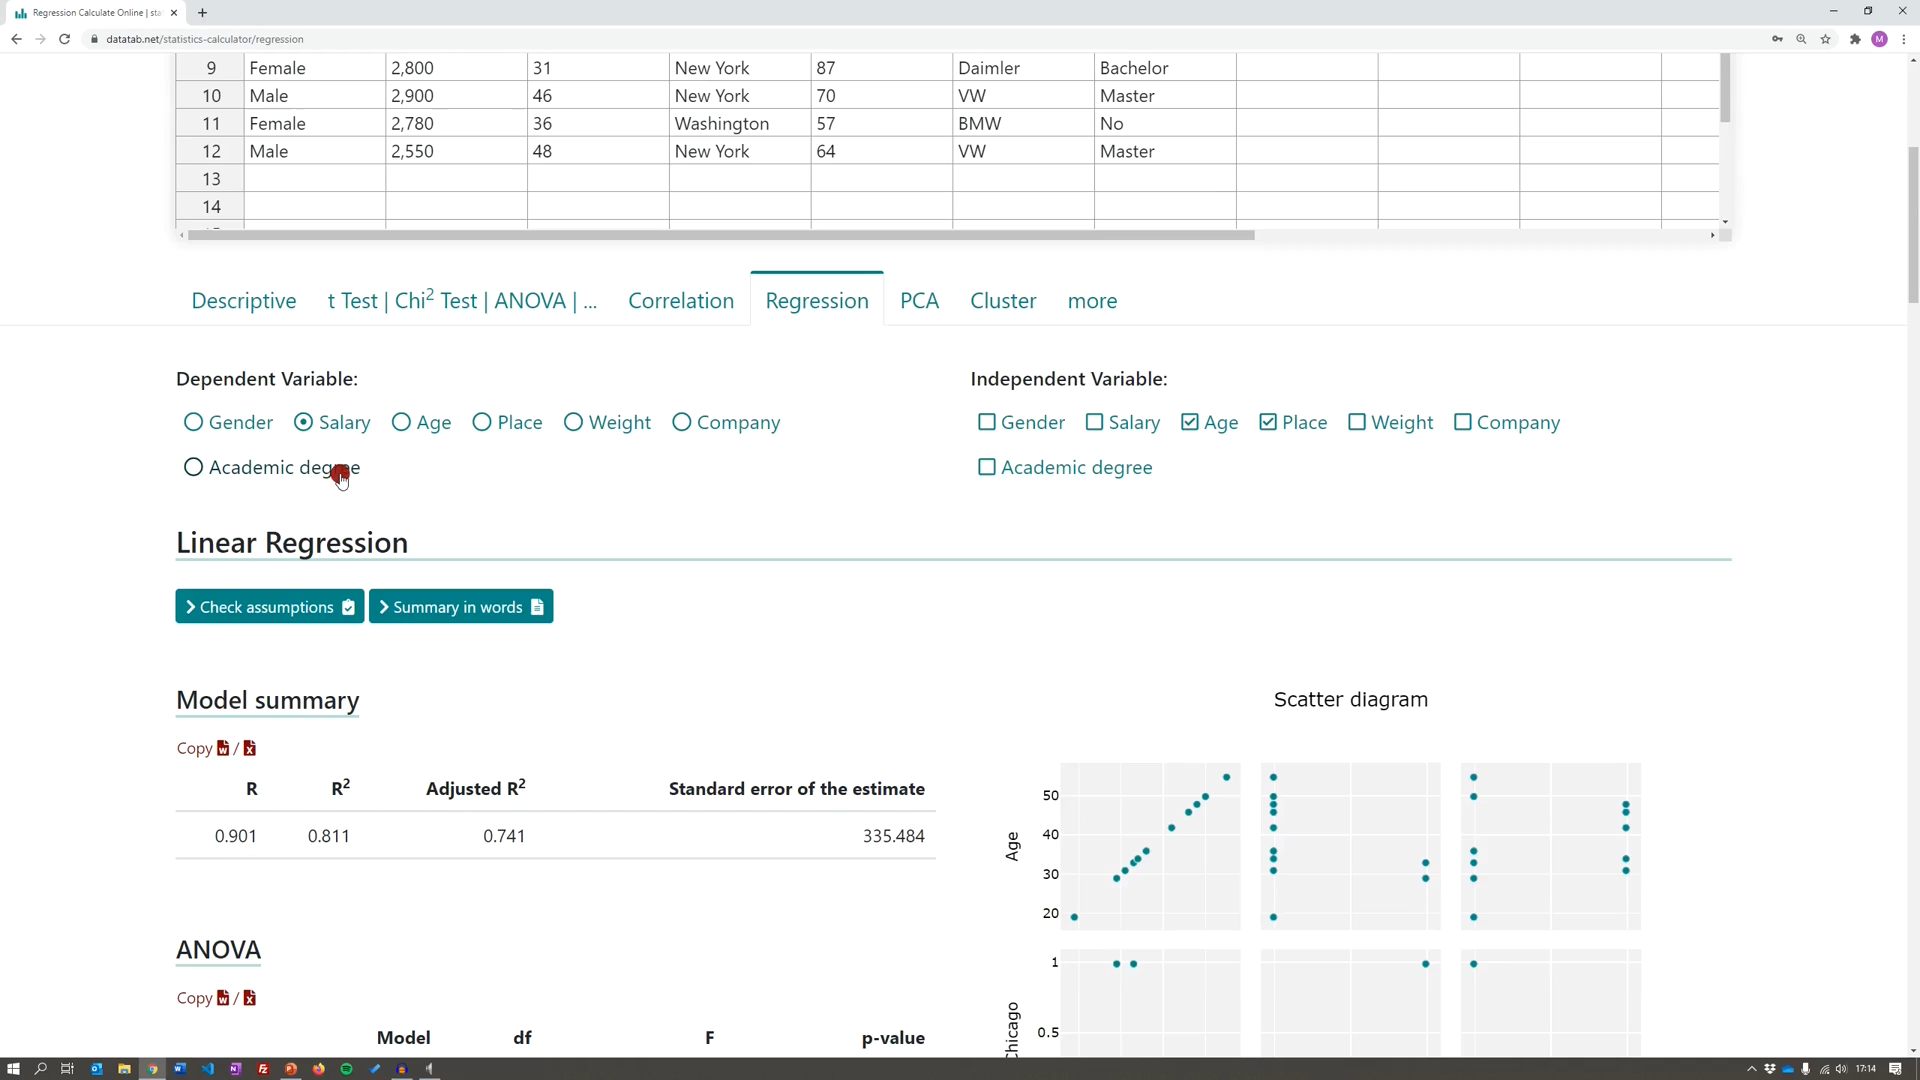 Regression Calculate Online | sta
datatab.net/statistics-calculator/regression
M
9 Female 2,800 31 New York 87 Daimler Bachelor
10 Male 2,900 46 New York 70 VW Master
11 Female 2,780 36 Washington 57 BMW No
12 Male 2,550 48 New York 64 VW Master
13
14
Descriptive t Test | Chi2 Test | ANOVA | ... Correlation Regression PCA Cluster more
Dependent Variable: Independent Variable:
Gender Salary Age Place Weight Company Gender Salary Age Place Weight Company
Academic degree Academic degree
Linear Regression
Check assumptions Summary in words
Model summary Scatter diagram
Copy /
R R2 Adjusted R2 Standard error of the estimate
0.901 0.811 0.741 335.484
50
40
30
20
Age
ANOVA
Copy /
1
0.5
Chicago
Model df F p-value
17:14